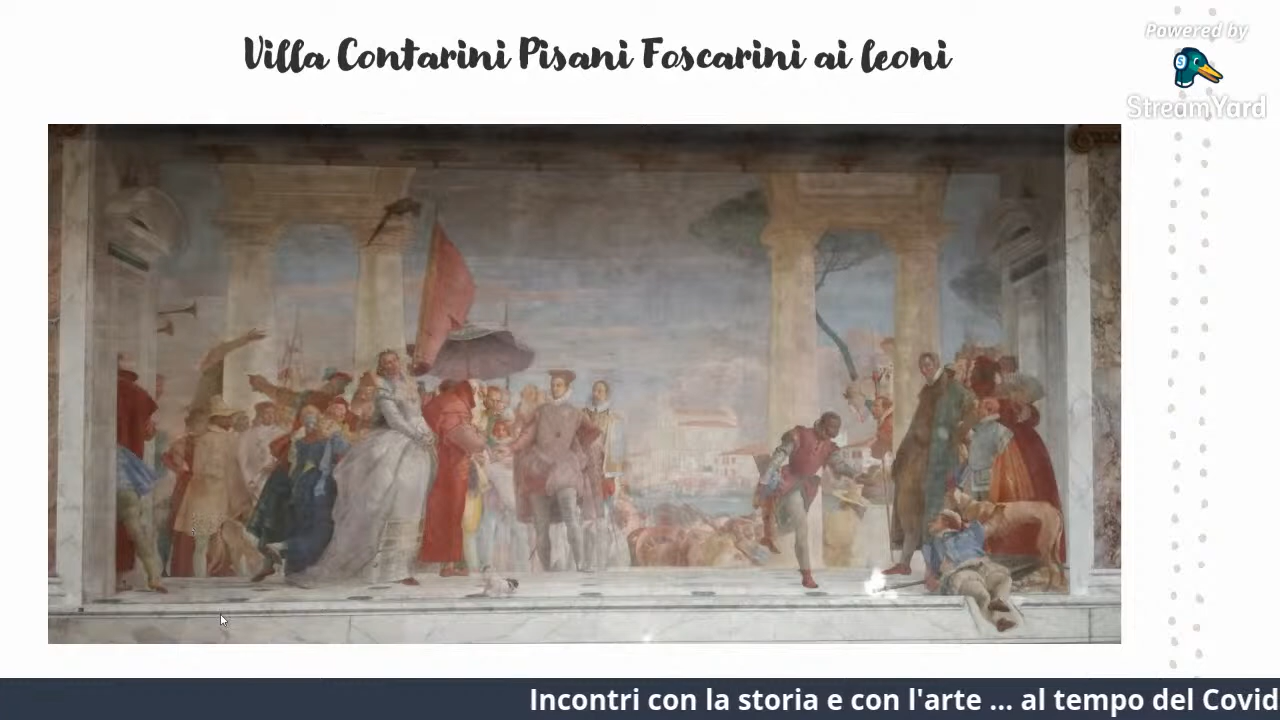 Villa Contarini Pisani Foscarini ai leoni
Powered by
StreamYard
Incontri con la storia e con l'arte ... al tempo del Covid